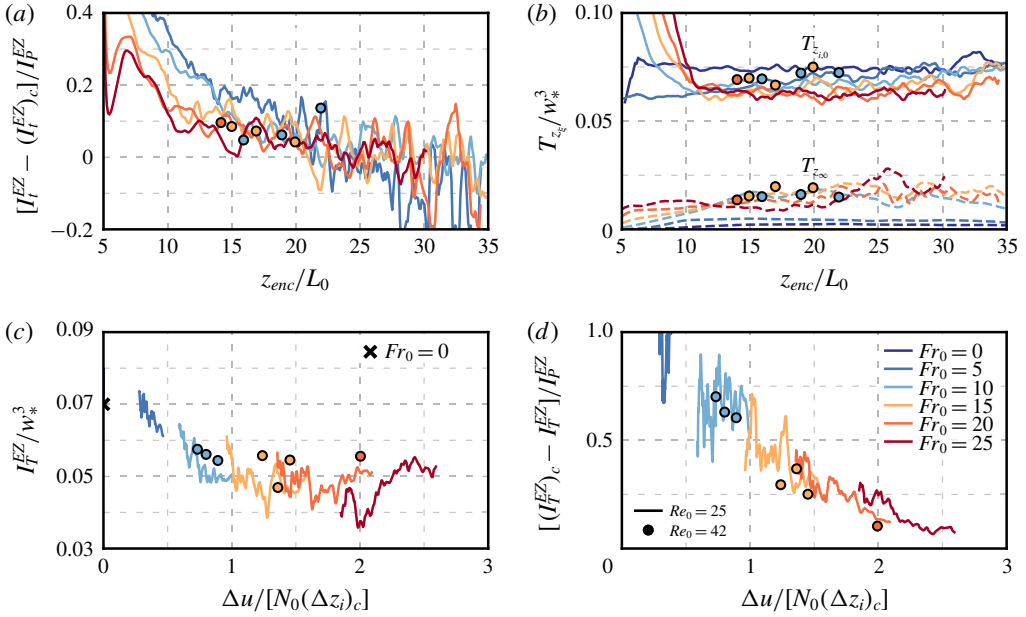 (a)
0.4
0.2
0
−0.2
[I_t^{EZ} − (I_t^{EZ})_c]/I_P^{EZ}
5 10 15 20 25 30 35
z_{enc}/L_0
(b)
0.10
0.05
0
T_{z_ξ}/w_*^3
T_{z_{i,0}}
T_{z_∞}
5 10 15 20 25 30 35
z_{enc}/L_0
(c)
0.09
0.07
0.05
0.03
I_T^{EZ}/w_*^3
Fr_0 = 0
0 1 2 3
Δu/[N_0(Δz_i)_c]
(d)
1.0
0.5
0
[(I_T^{EZ})_c − I_T^{EZ}]/I_P^{EZ}
Fr_0 = 0
Fr_0 = 5
Fr_0 = 10
Fr_0 = 15
Fr_0 = 20
Fr_0 = 25
Re_0 = 25
Re_0 = 42
0 1 2 3
Δu/[N_0(Δz_i)_c]